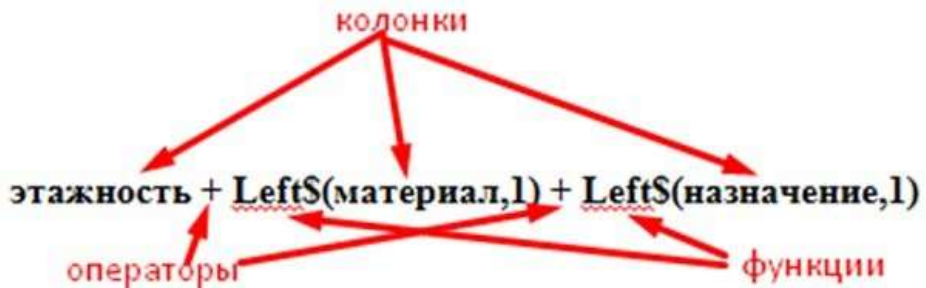 колонки
этажность + Left$(материал,1) + Left$(назначение,1)
операторы
функции